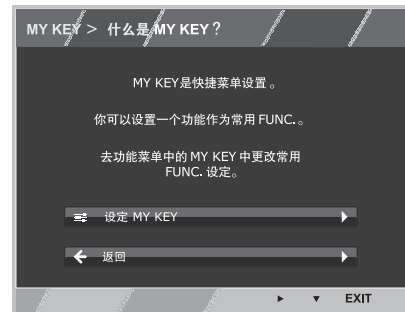 MY KEY > 什么是MY KEY?
MY KEY是快捷菜单设置。
你可以设置一个功能作为常用 FUNC.。
去功能菜单中的 MY KEY 中更改常用
FUNC. 设定。
设定 MY KEY
返回
EXIT